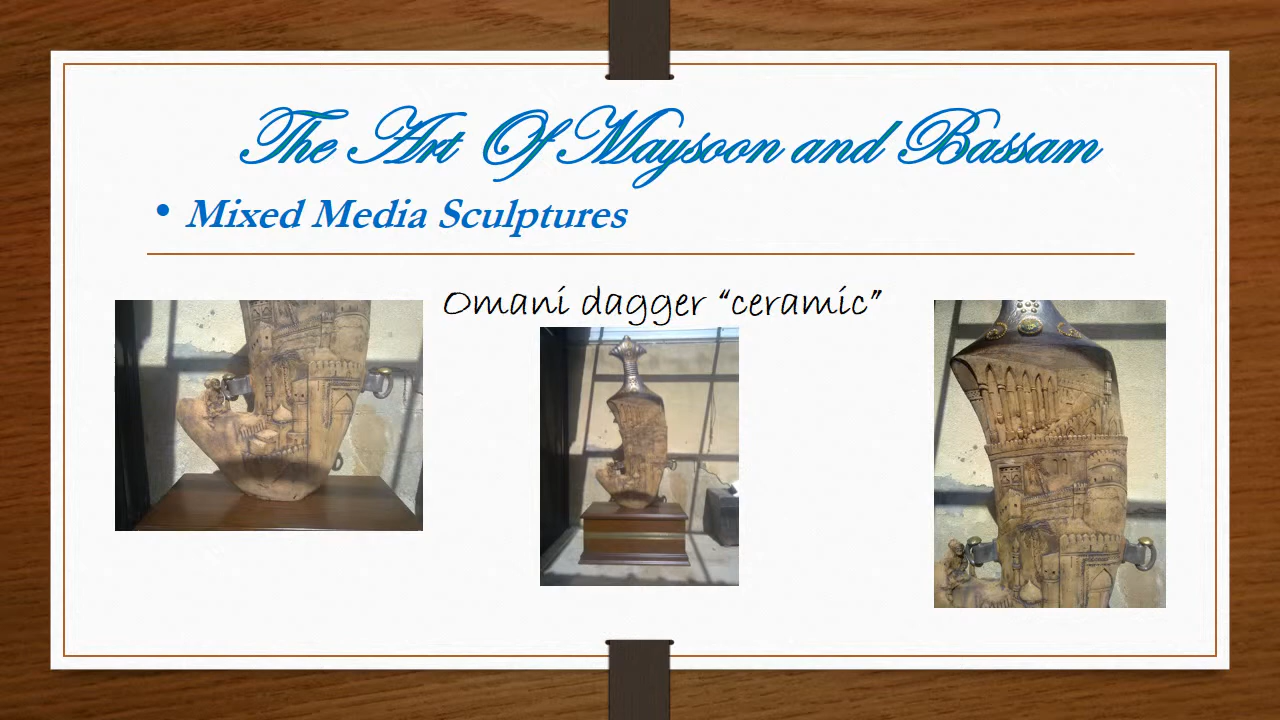 The Art Of Maysoon and Bassam
• Mixed Media Sculptures
Omani dagger “ceramic”